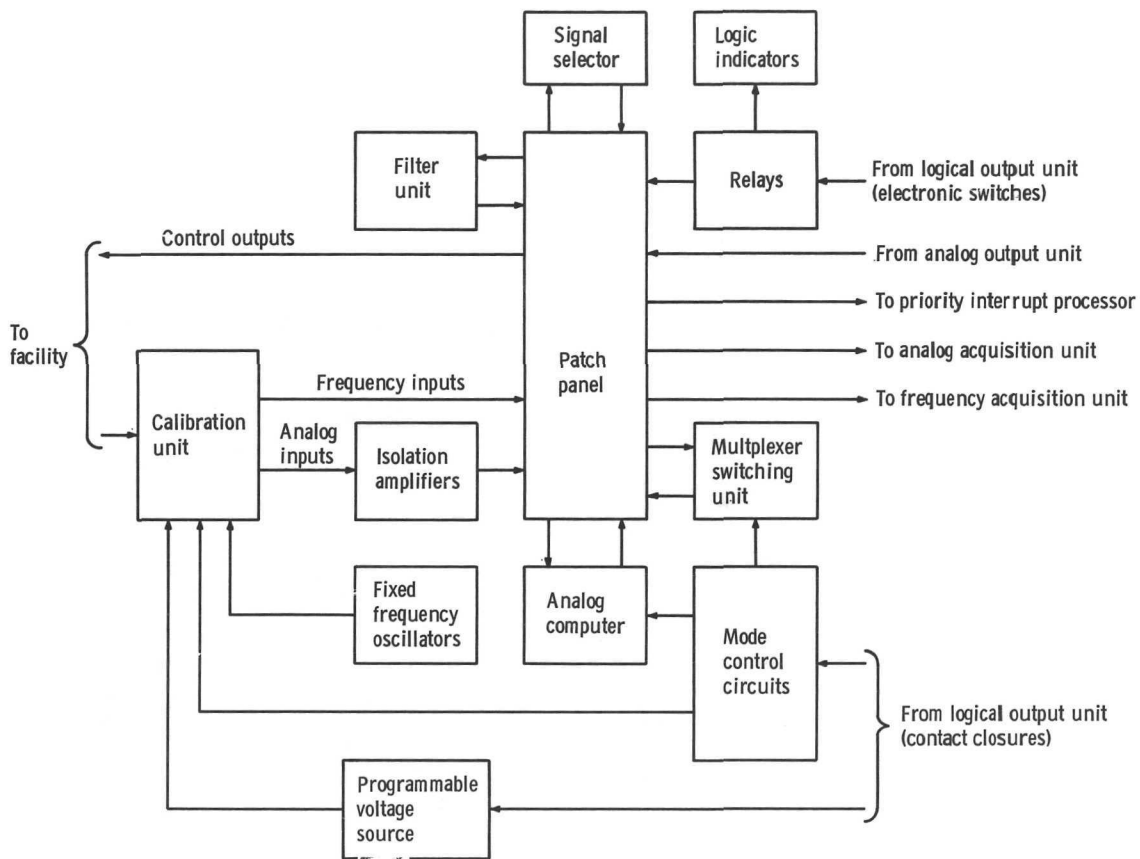 Signal
selector
Logic
indicators
Filter
unit
Relays
From logical output unit
(electronic switches)
Control outputs
From analog output unit
To priority interrupt processor
To
facility
Patch
panel
To analog acquisition unit
Frequency inputs
To frequency acquisition unit
Calibration
unit
Analog
inputs
Isolation
amplifiers
Multplexer
switching
unit
Fixed
frequency
oscillators
Analog
computer
Mode
control
circuits
From logical output unit
(contact closures)
Programmable
voltage
source